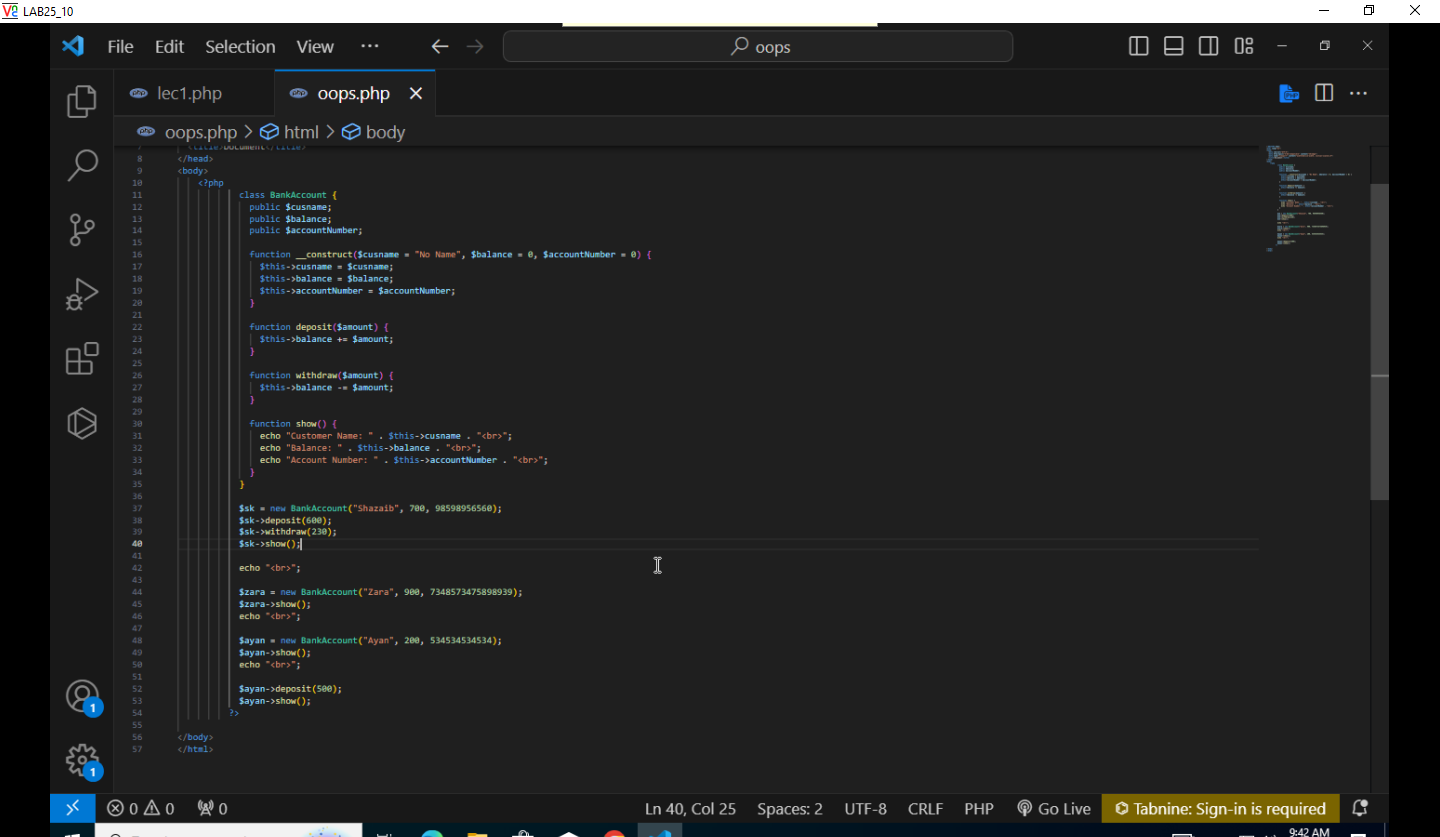 LAB25_10
File Edit Selection View ··· oops
lec1.php oops.php
oops.php > html > body
7 <title>Document</title>
8 </head>
9 <body>
10 <?php
11 class BankAccount {
12 public $cusname;
13 public $balance;
14 public $accountNumber;
15
16 function __construct($cusname = "No Name", $balance = 0, $accountNumber = 0) {
17 $this->cusname = $cusname;
18 $this->balance = $balance;
19 $this->accountNumber = $accountNumber;
20 }
21
22 function deposit($amount) {
23 $this->balance += $amount;
24 }
25
26 function withdraw($amount) {
27 $this->balance -= $amount;
28 }
29
30 function show() {
31 echo "Customer Name: " . $this->cusname . "<br>";
32 echo "Balance: " . $this->balance . "<br>";
33 echo "Account Number: " . $this->accountNumber . "<br>";
34 }
35 }
36
37 $sk = new BankAccount("Shazaib", 700, 98598956560);
38 $sk->deposit(600);
39 $sk->withdraw(230);
40 $sk->show();
41
42 echo "<br>";
43
44 $zara = new BankAccount("Zara", 900, 7348573475898939);
45 $zara->show();
46 echo "<br>";
47
48 $ayan = new BankAccount("Ayan", 200, 534534534534);
49 $ayan->show();
50 echo "<br>";
51
52 $ayan->deposit(500);
53 $ayan->show();
54 ?>
55
56 </body>
57 </html>
1
1
0 0 0 Ln 40, Col 25 Spaces: 2 UTF-8 CRLF PHP Go Live Tabnine: Sign-in is required
9:42 AM